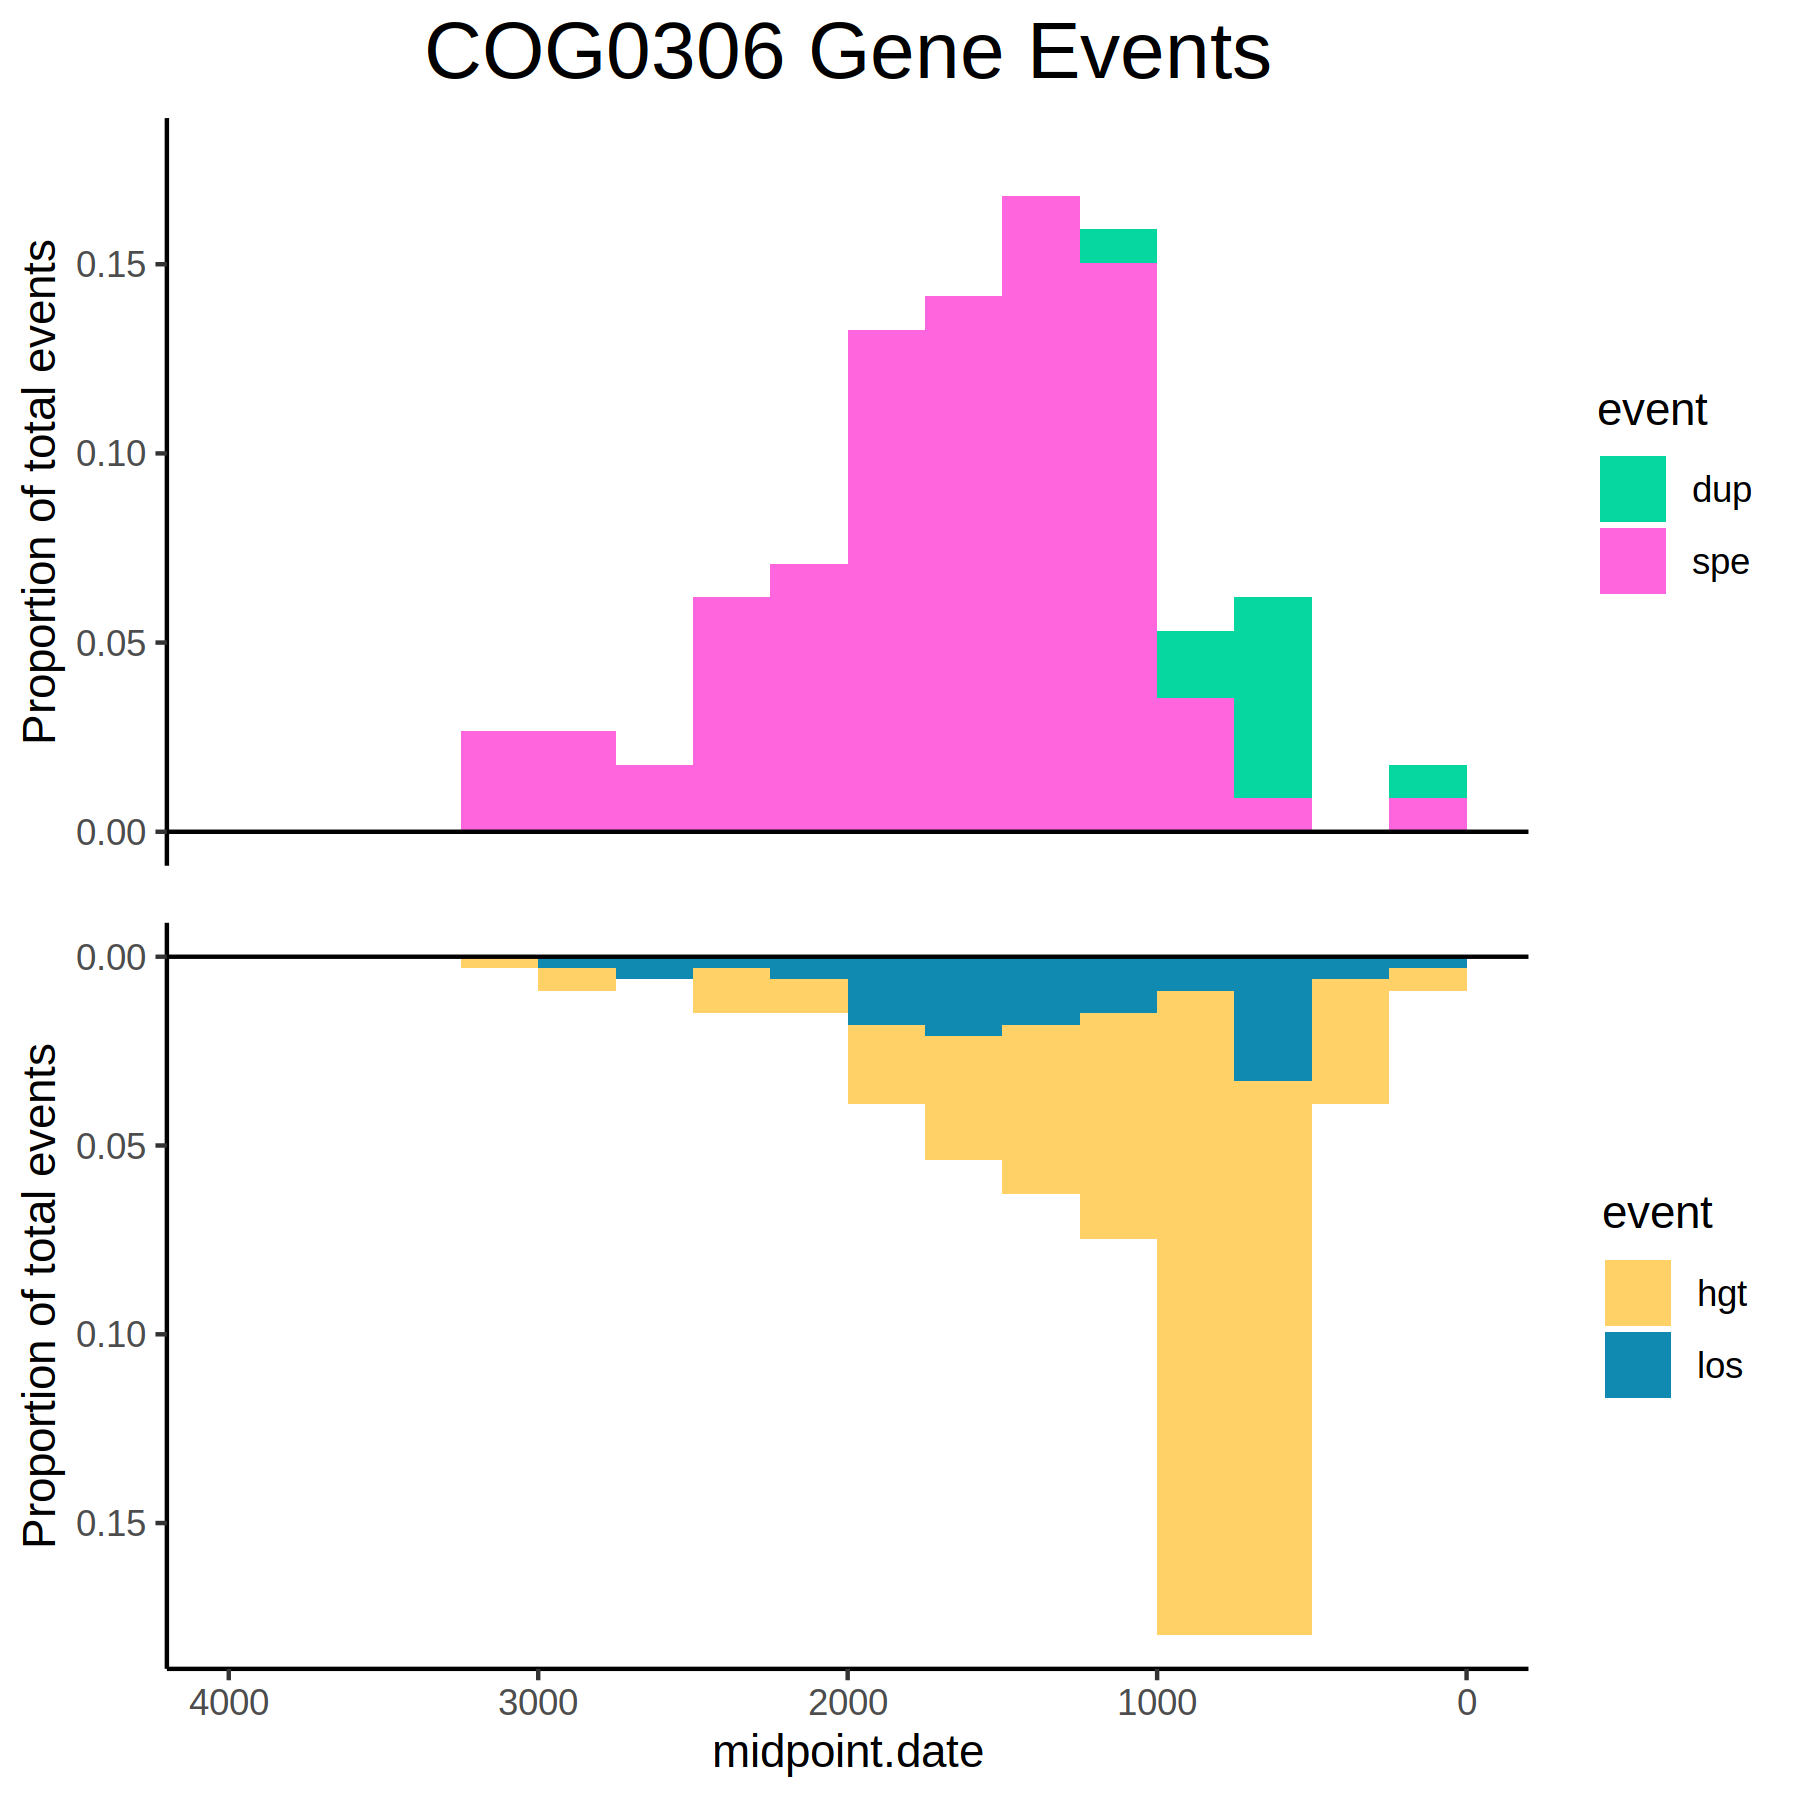 COG0306 Gene Events
Proportion of total events
0.15
0.10
0.05
0.00
event
dup
spe
Proportion of total events
0.00
0.05
0.10
0.15
event
hgt
los
4000 3000 2000 1000 0
midpoint.date